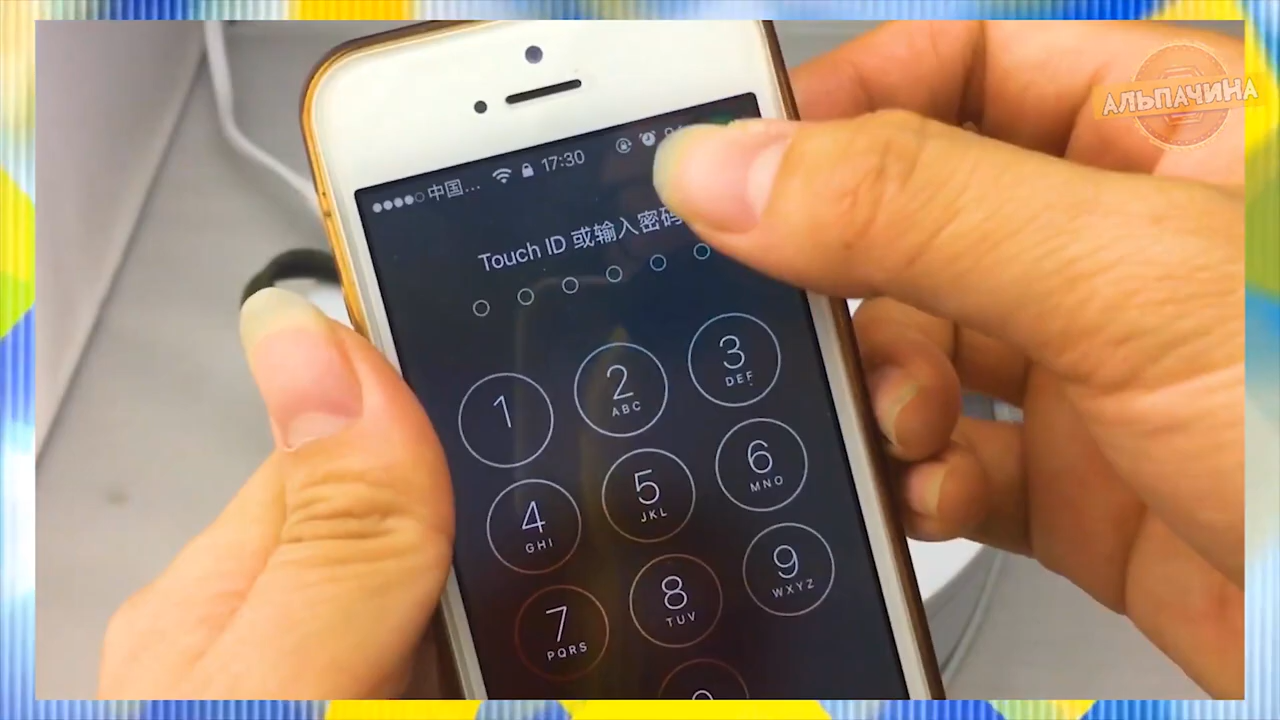 АЛЬПАЧИНА
中国... 17:30
Touch ID 或输入密码
1
2
ABC
3
DEF
4
GHI
5
JKL
6
MNO
7
PQRS
8
TUV
9
WXYZ